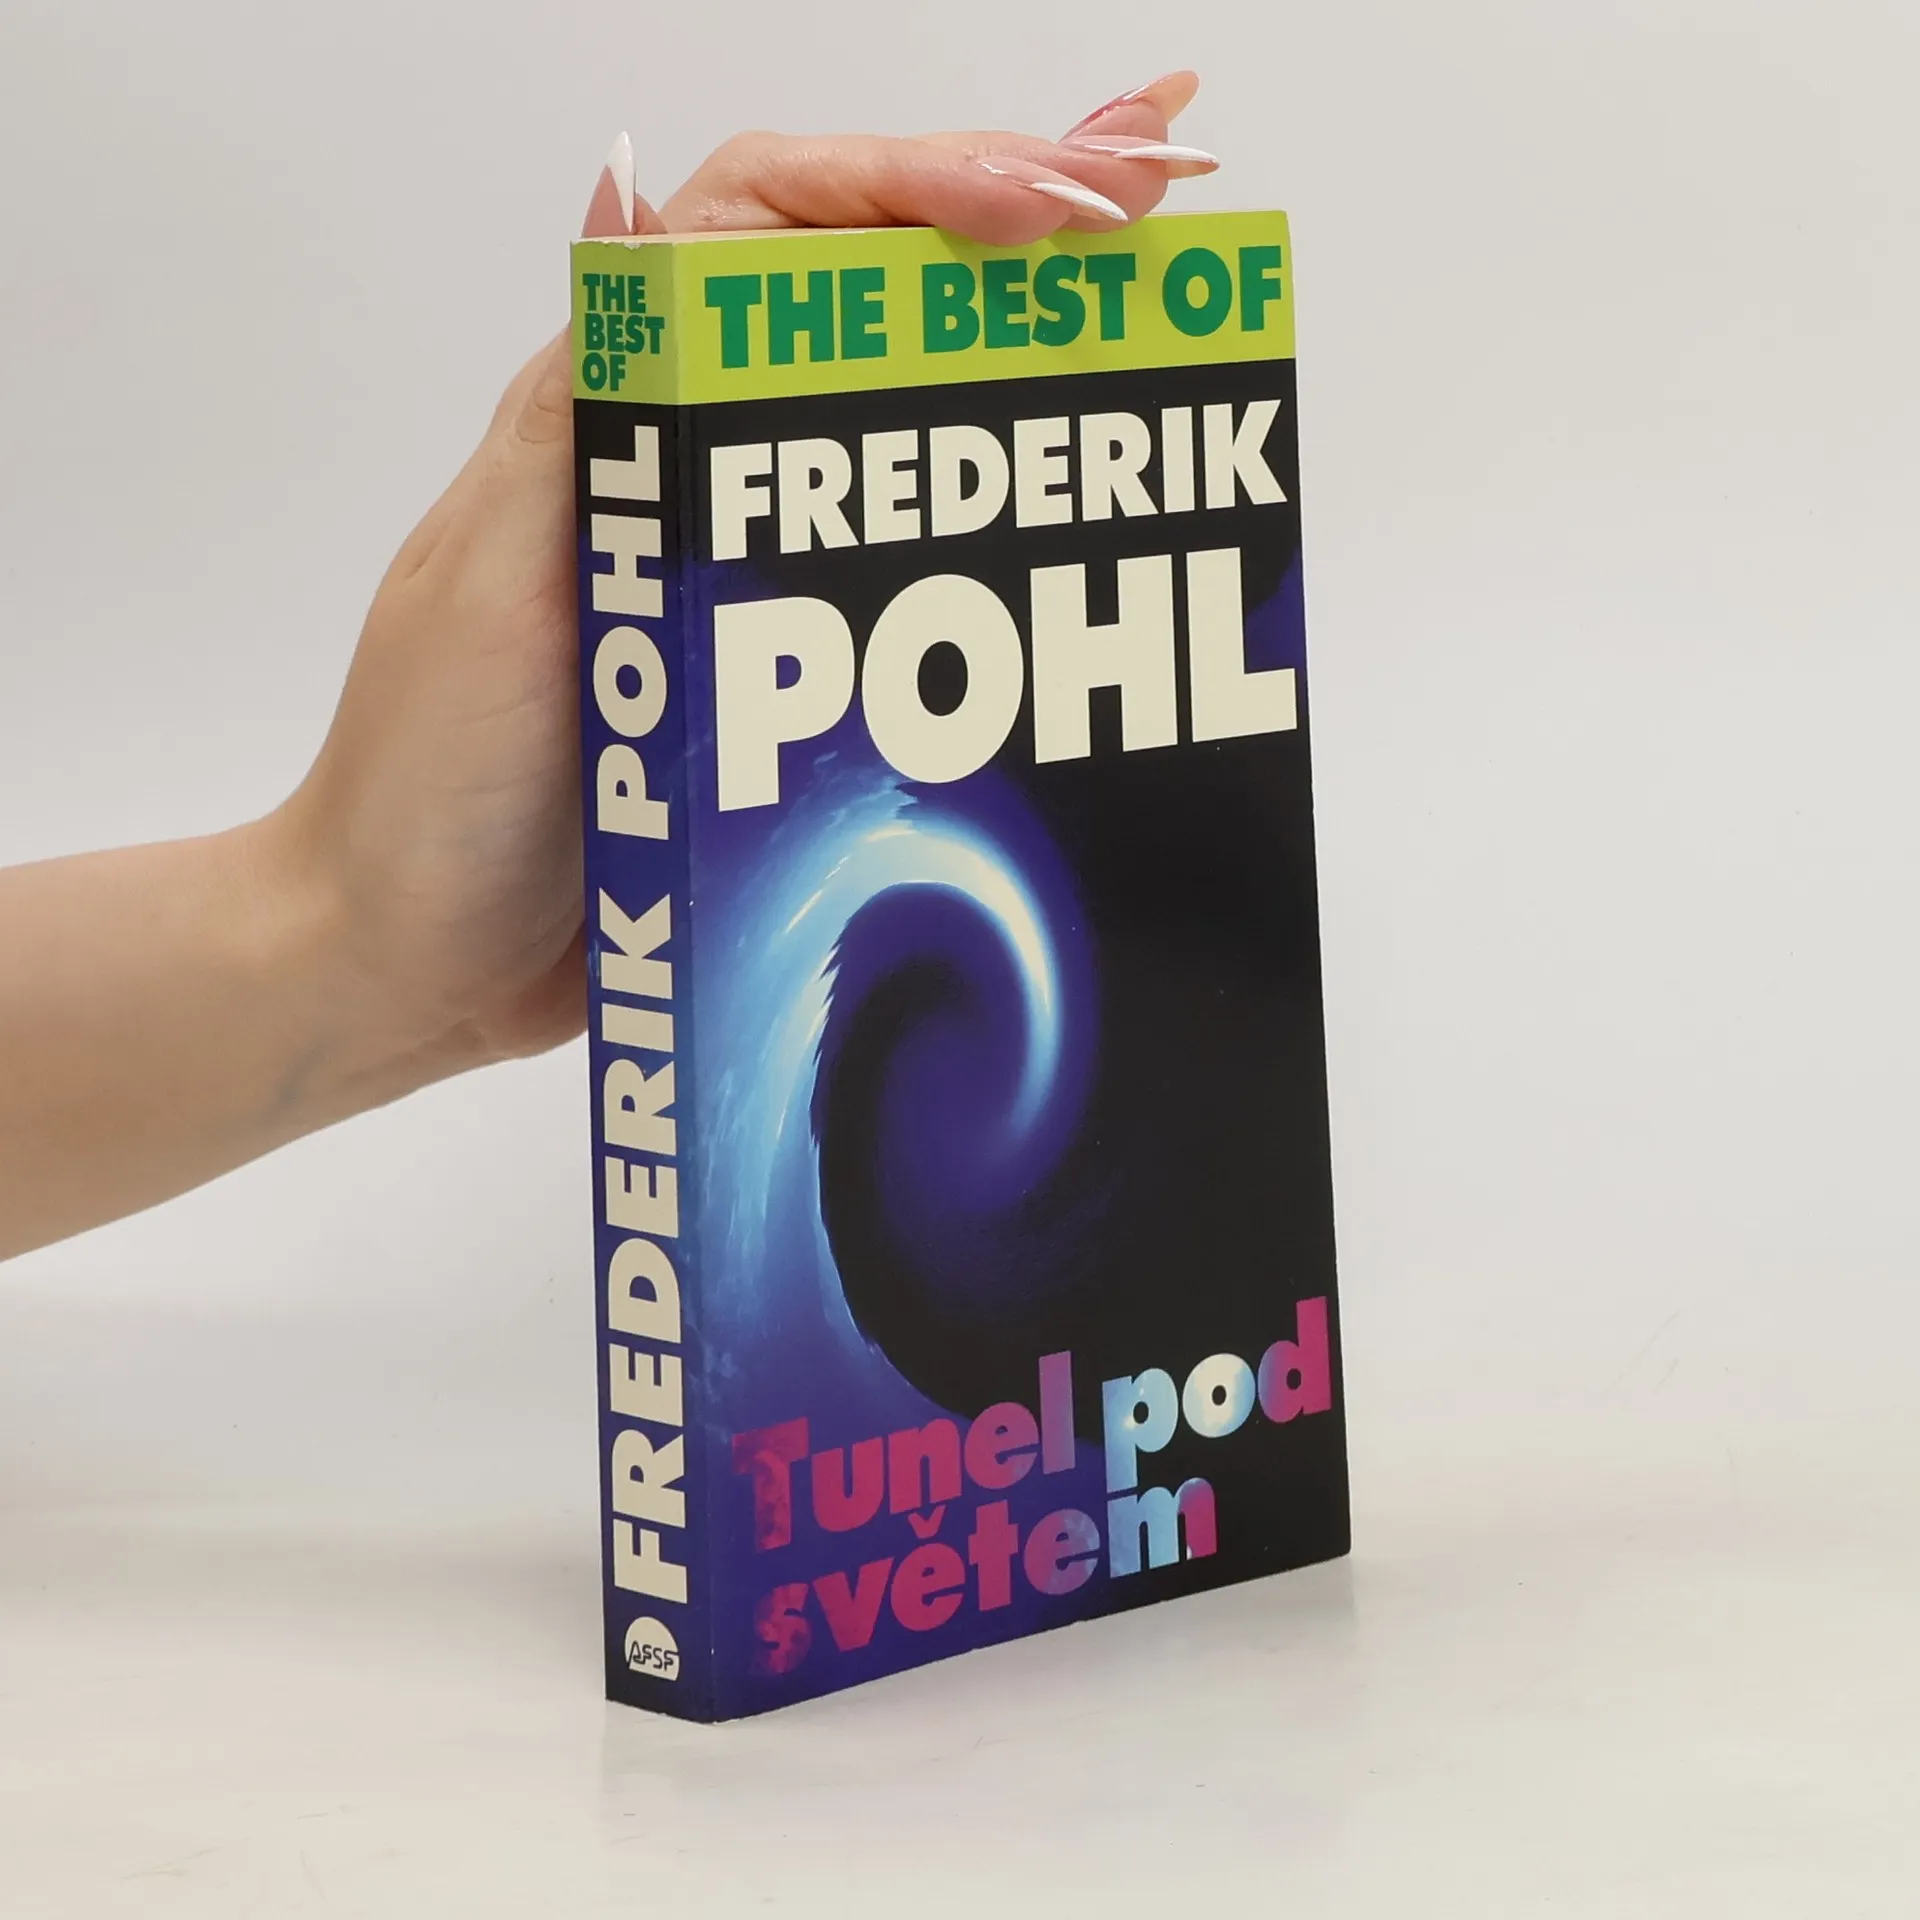 THE
BEST
OF
FREDERIK POHL
AFSF
THE BEST OF
FREDERIK
POHL
Tunel pod
světem